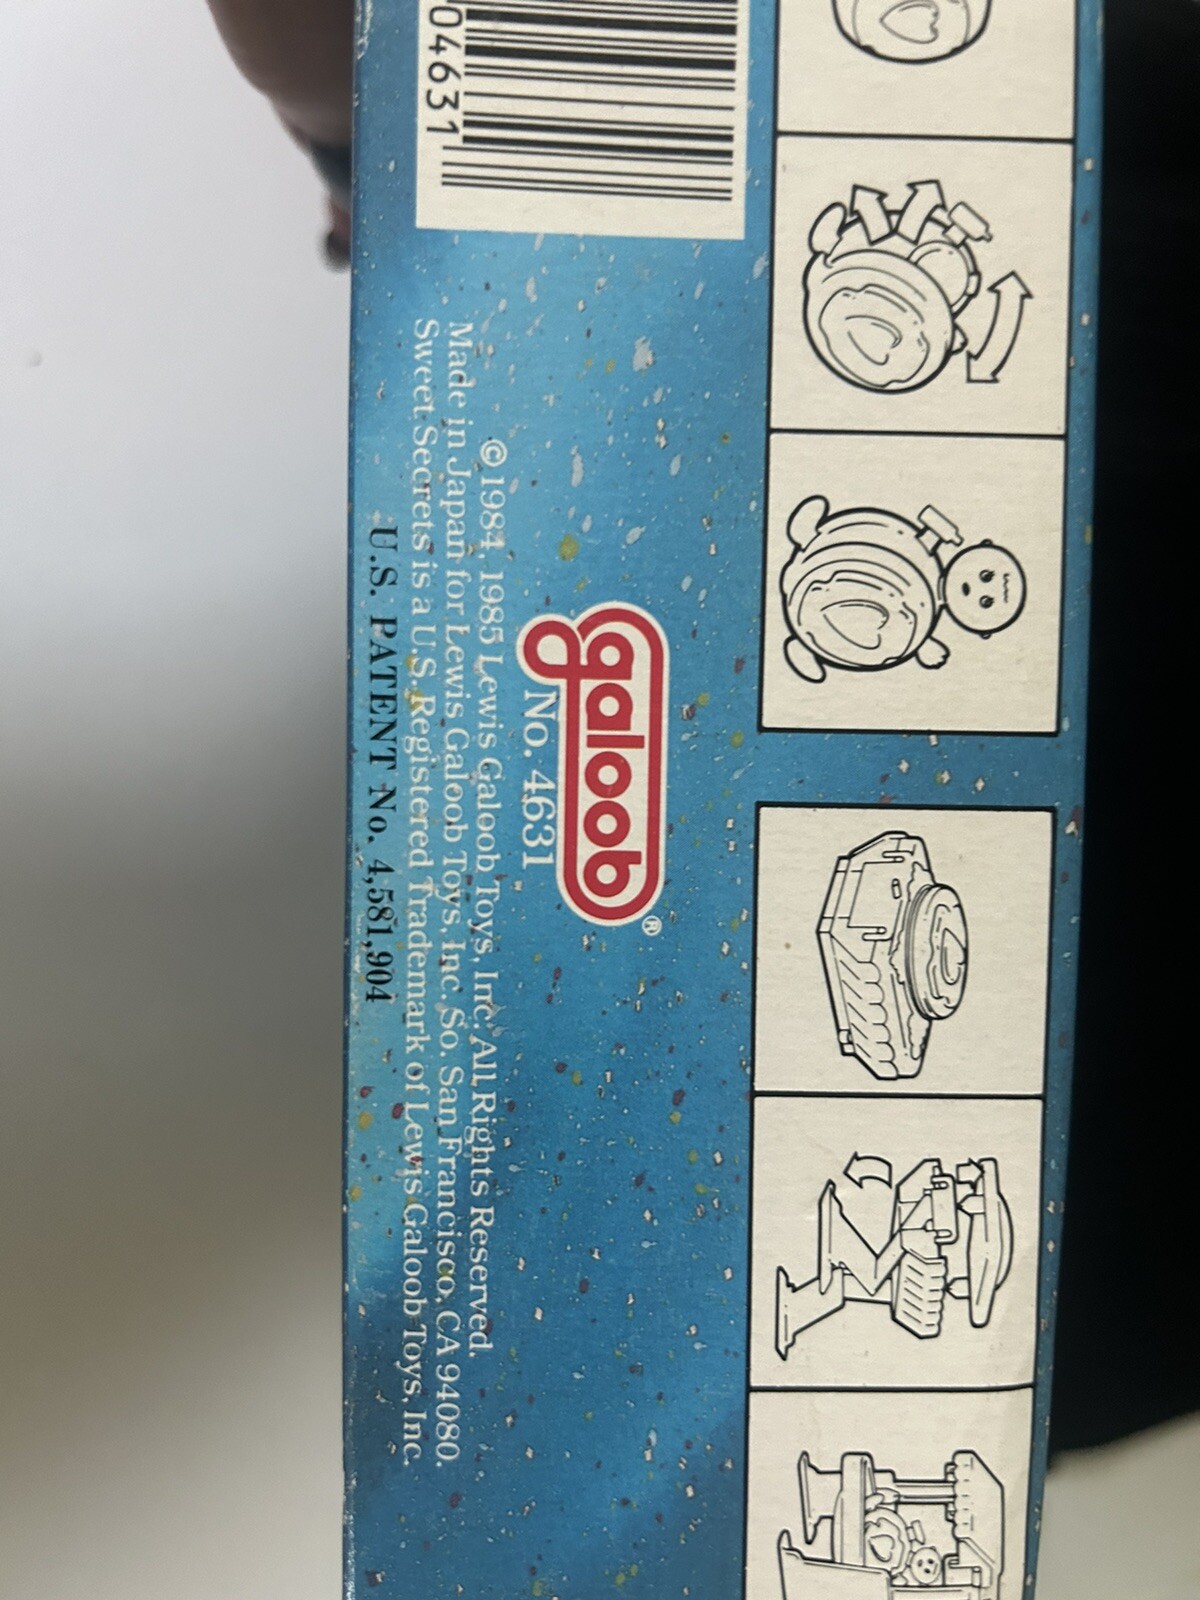 04631
galoob®
No. 4631
© 1984, 1985 Lewis Galoob Toys, Inc. All Rights Reserved.
Made in Japan for Lewis Galoob Toys, Inc. So. San Francisco, CA 94080.
Sweet Secrets is a U.S. Registered Trademark of Lewis Galoob Toys, Inc.
U.S. PATENT No. 4,581,904